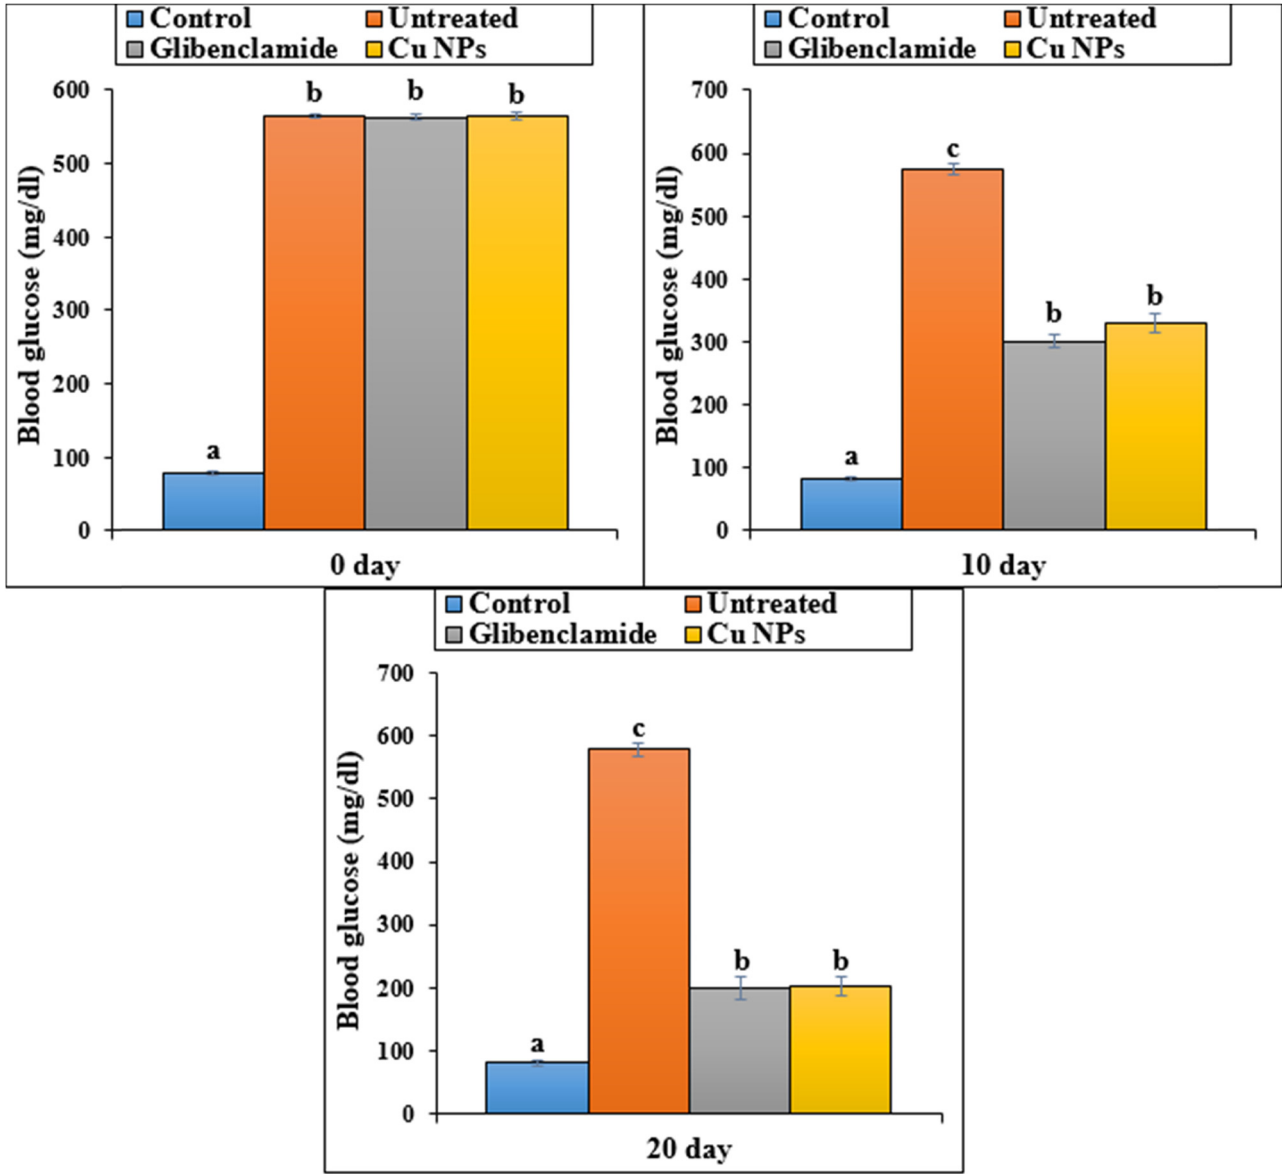 Control Untreated
Glibenclamide Cu NPs
Blood glucose (mg/dl)
600
500
400
300
200
100
0
a
b
b
b
0 day
Control Untreated
Glibenclamide Cu NPs
Blood glucose (mg/dl)
700
600
500
400
300
200
100
0
a
c
b
b
10 day
Control Untreated
Glibenclamide Cu NPs
Blood glucose (mg/dl)
700
600
500
400
300
200
100
0
a
c
b
b
20 day